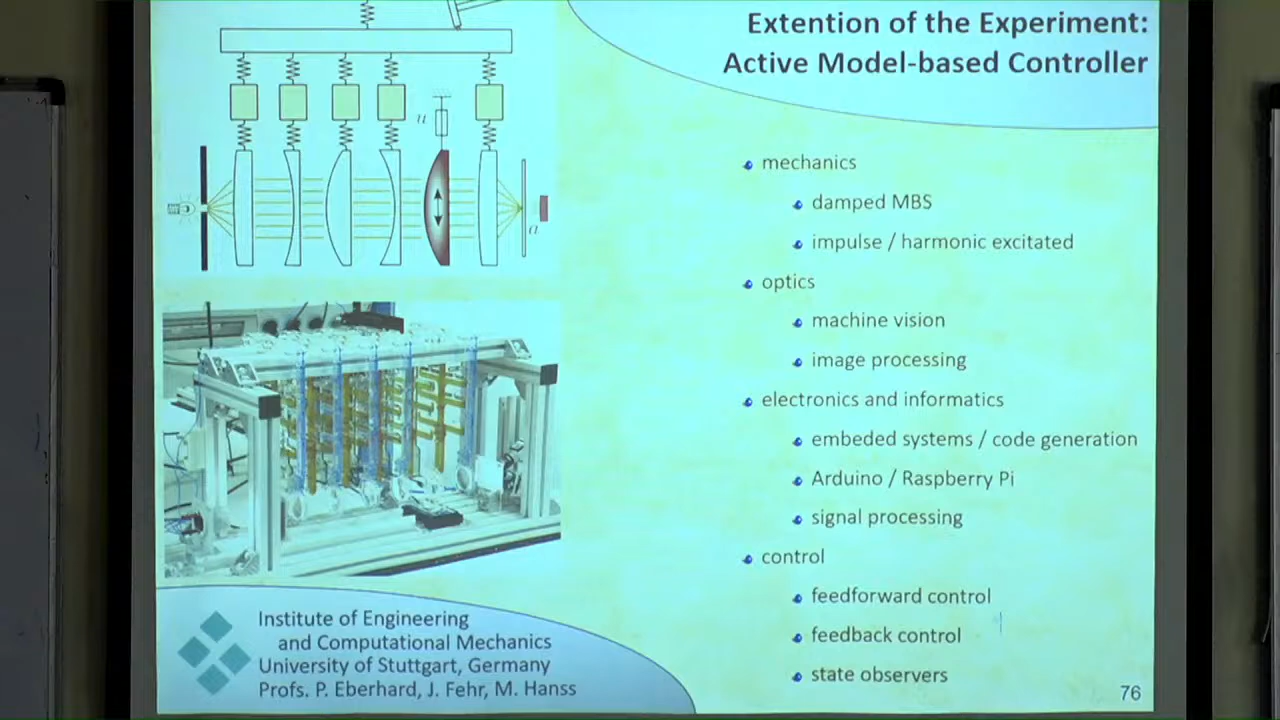 Extention of the Experiment:
Active Model-based Controller
u
a
mechanics
damped MBS
impulse / harmonic excitated
optics
machine vision
image processing
electronics and informatics
embeded systems / code generation
Arduino / Raspberry Pi
signal processing
control
feedforward control
feedback control
state observers
Institute of Engineering
and Computational Mechanics
University of Stuttgart, Germany
Profs. P. Eberhard, J. Fehr, M. Hanss
76